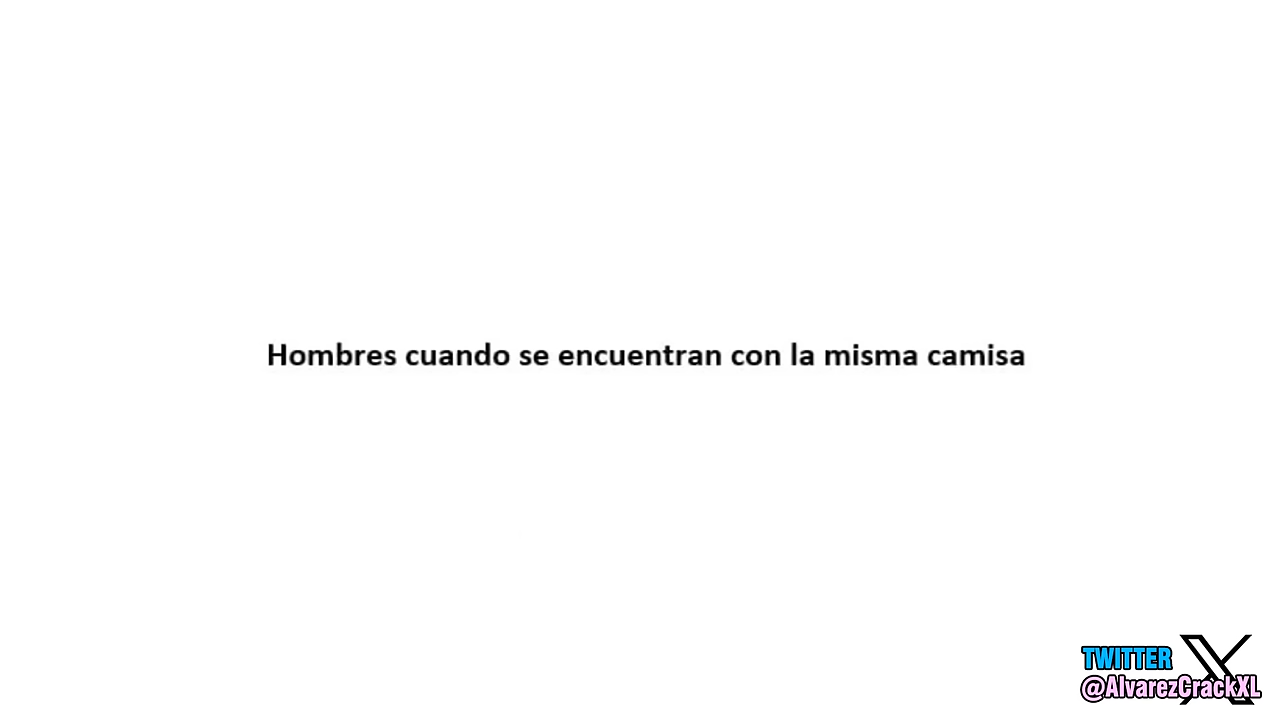 Hombres cuando se encuentran con la misma camisa
TWITTER
@AlvarezCrackXL